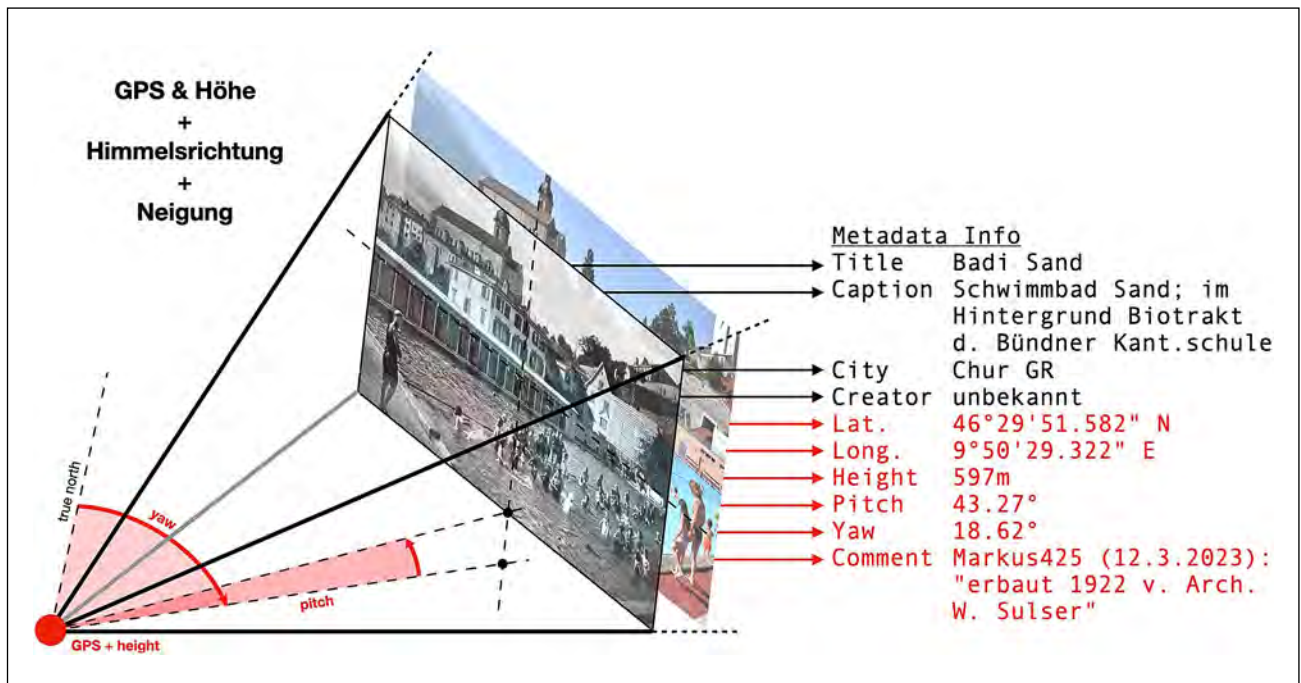 GPS & Höhe
+
Himmelsrichtung
+
Neigung
Metadata Info
Title Badi Sand
Caption Schwimmbad Sand; im
Hintergrund Biotrakt
d. Bündner Kant.schule
City Chur GR
Creator unbekannt
Lat. 46°29'51.582" N
Long. 9°50'29.322" E
Height 597m
Pitch 43.27°
Yaw 18.62°
Comment Markus425 (12.3.2023):
"erbaut 1922 v. Arch.
W. Sulser"
true north
yaw
pitch
GPS + height